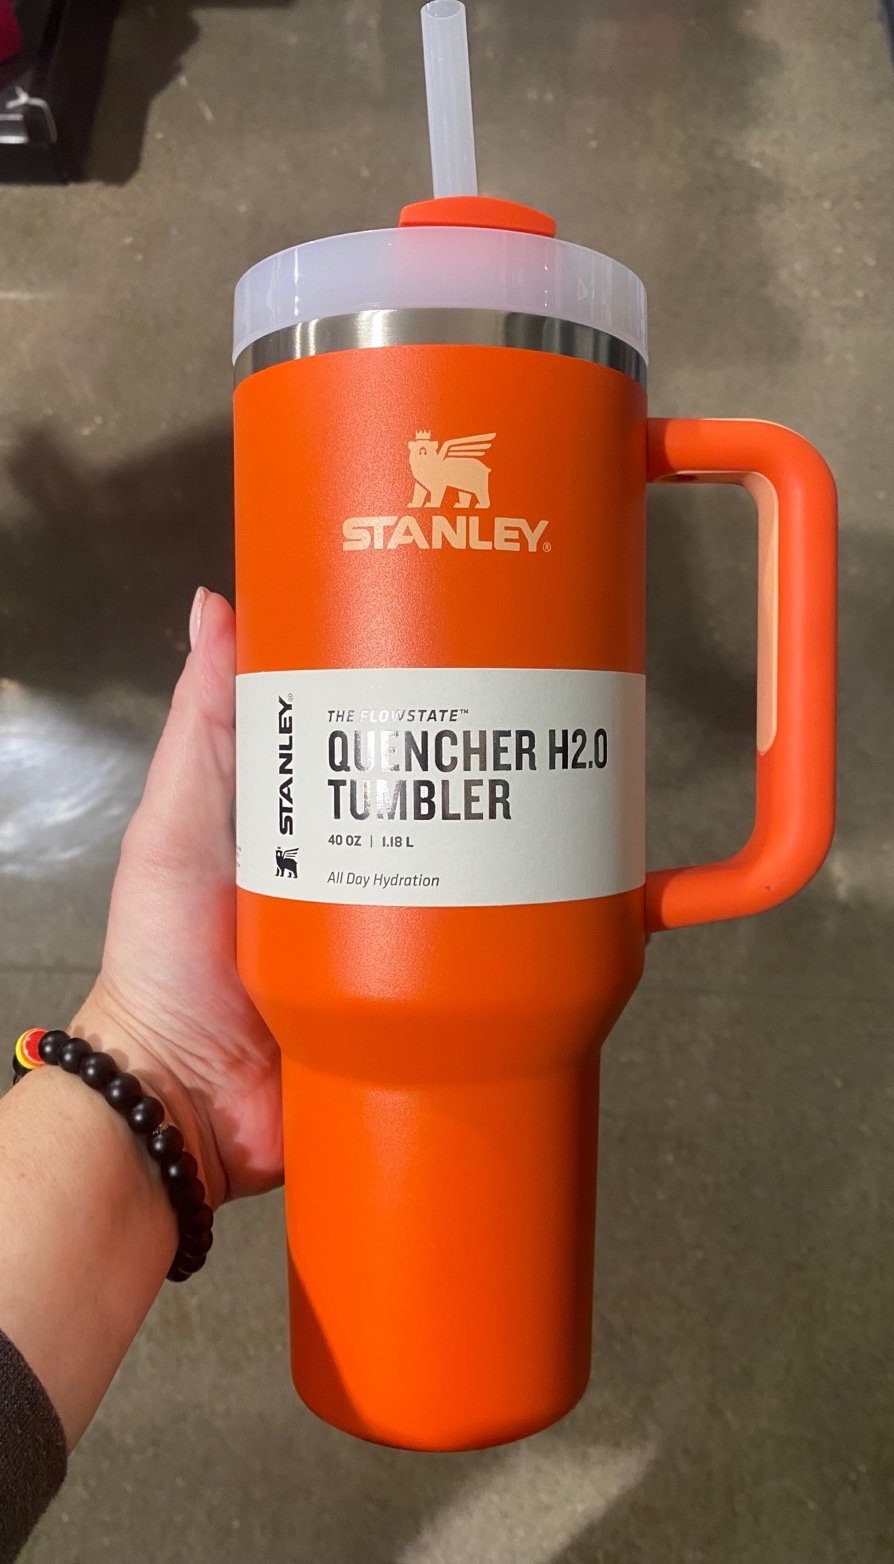 STANLEY®
STANLEY®
THE FLOWSTATE™
QUENCHER H2.0
TUMBLER
40 OZ | 1.18 L
All Day Hydration